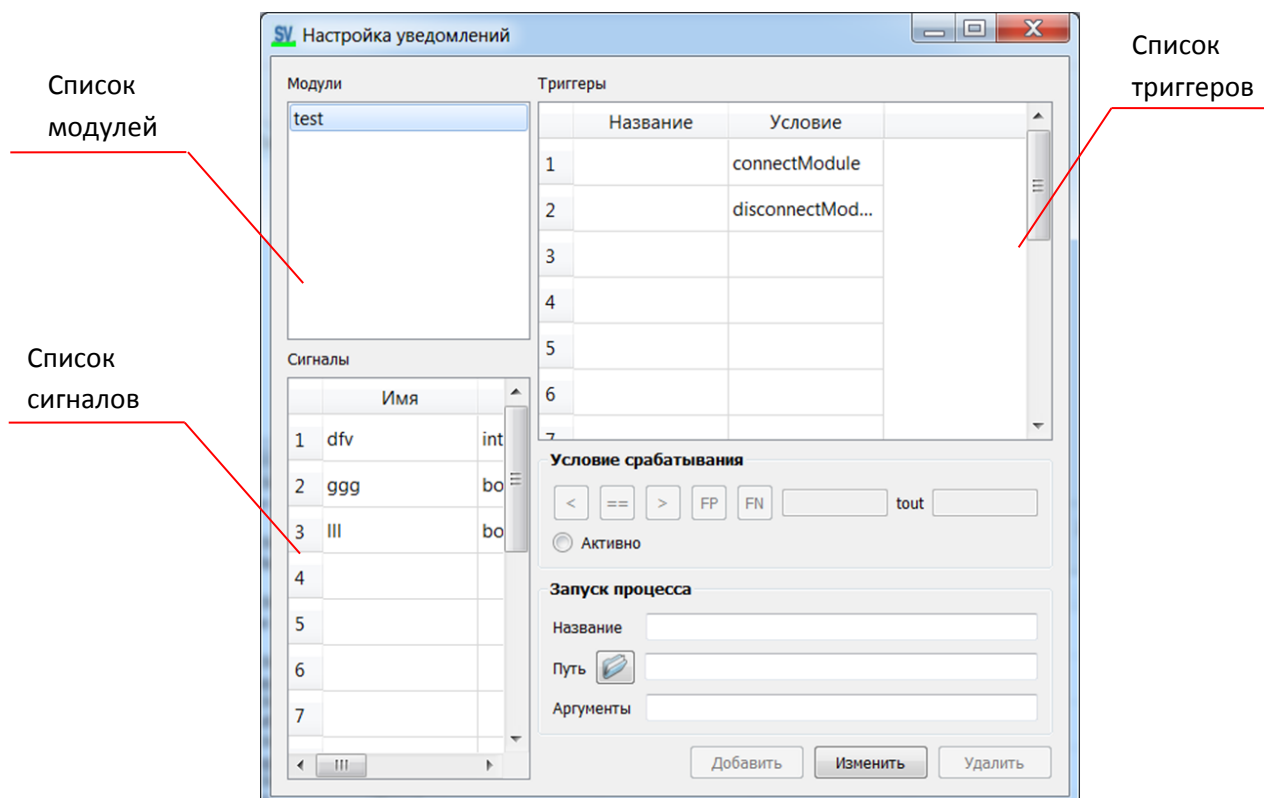 SV Настройка уведомлений
Список
модулей
Список
триггеров
Список
сигналов
Модули
test
Триггеры
Название Условие
1 connectModule
2 disconnectMod...
3
4
5
6
7
Сигналы
Имя
1 dfv int
2 ggg bo
3 lll bo
4
5
6
7
Условие срабатывания
< == > FP FN tout
Активно
Запуск процесса
Название
Путь
Аргументы
Добавить Изменить Удалить